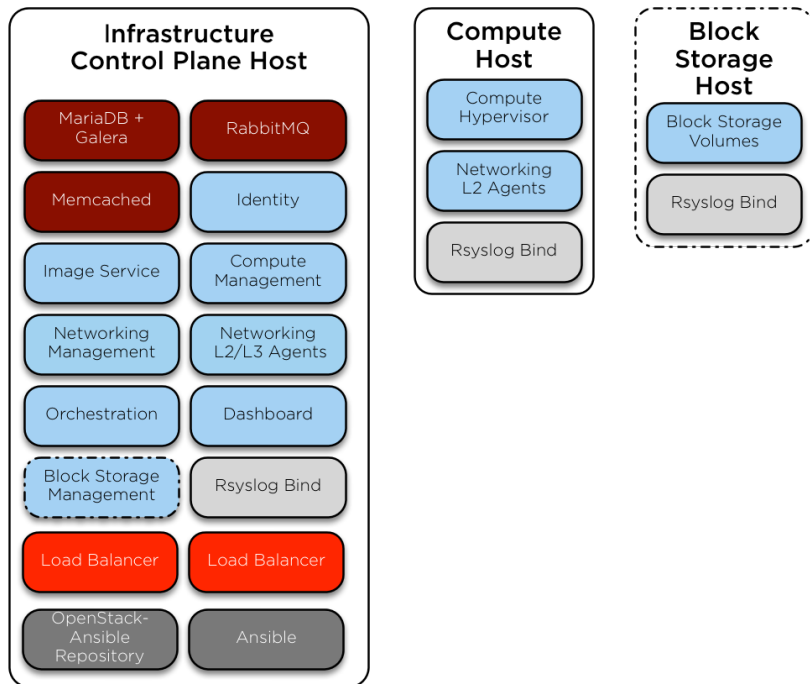 Infrastructure
Control Plane Host
MariaDB +
Galera
RabbitMQ
Memcached
Identity
Image Service
Compute
Management
Networking
Management
Networking
L2/L3 Agents
Orchestration
Dashboard
Block Storage
Management
Rsyslog Bind
Load Balancer
Load Balancer
OpenStack-
Ansible
Repository
Ansible
Compute
Host
Compute
Hypervisor
Networking
L2 Agents
Rsyslog Bind
Block
Storage
Host
Block Storage
Volumes
Rsyslog Bind